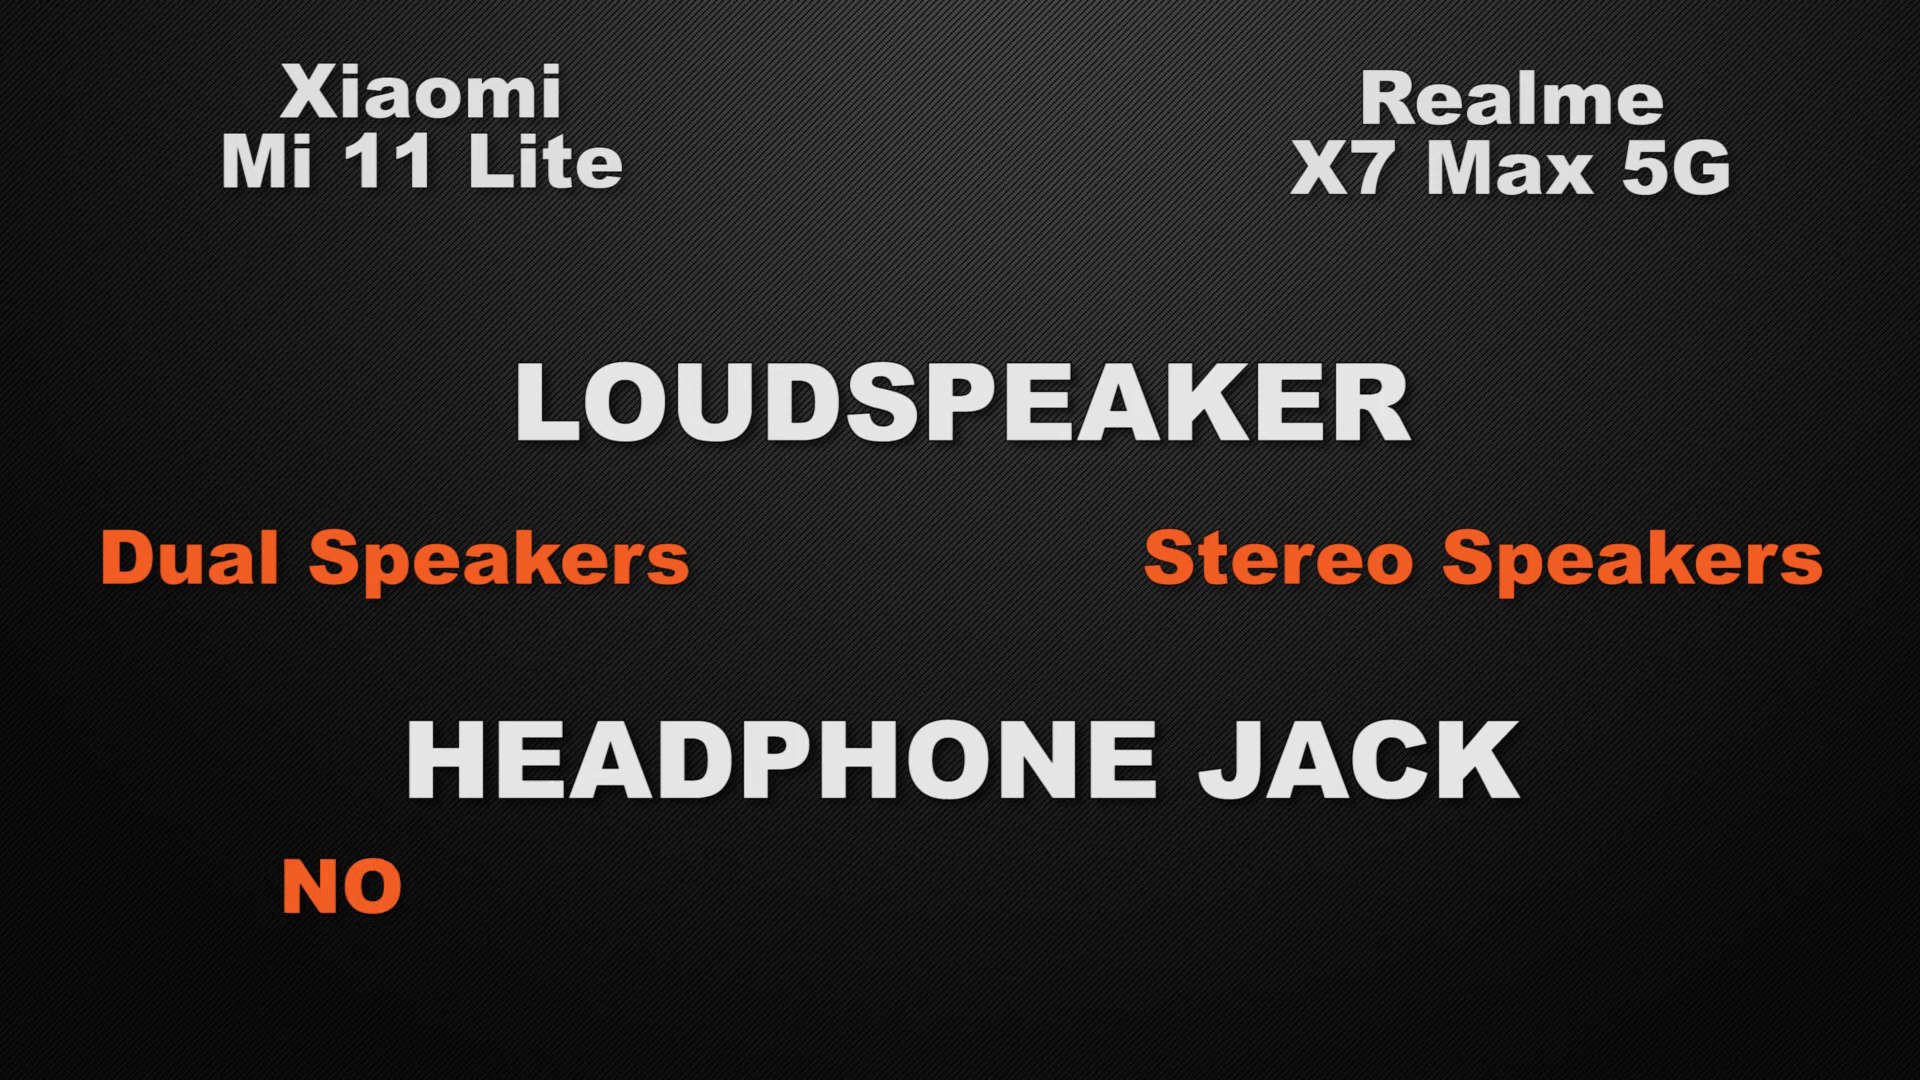 Xiaomi
Mi 11 Lite
Realme
X7 Max 5G
LOUDSPEAKER
Dual Speakers
Stereo Speakers
HEADPHONE JACK
NO